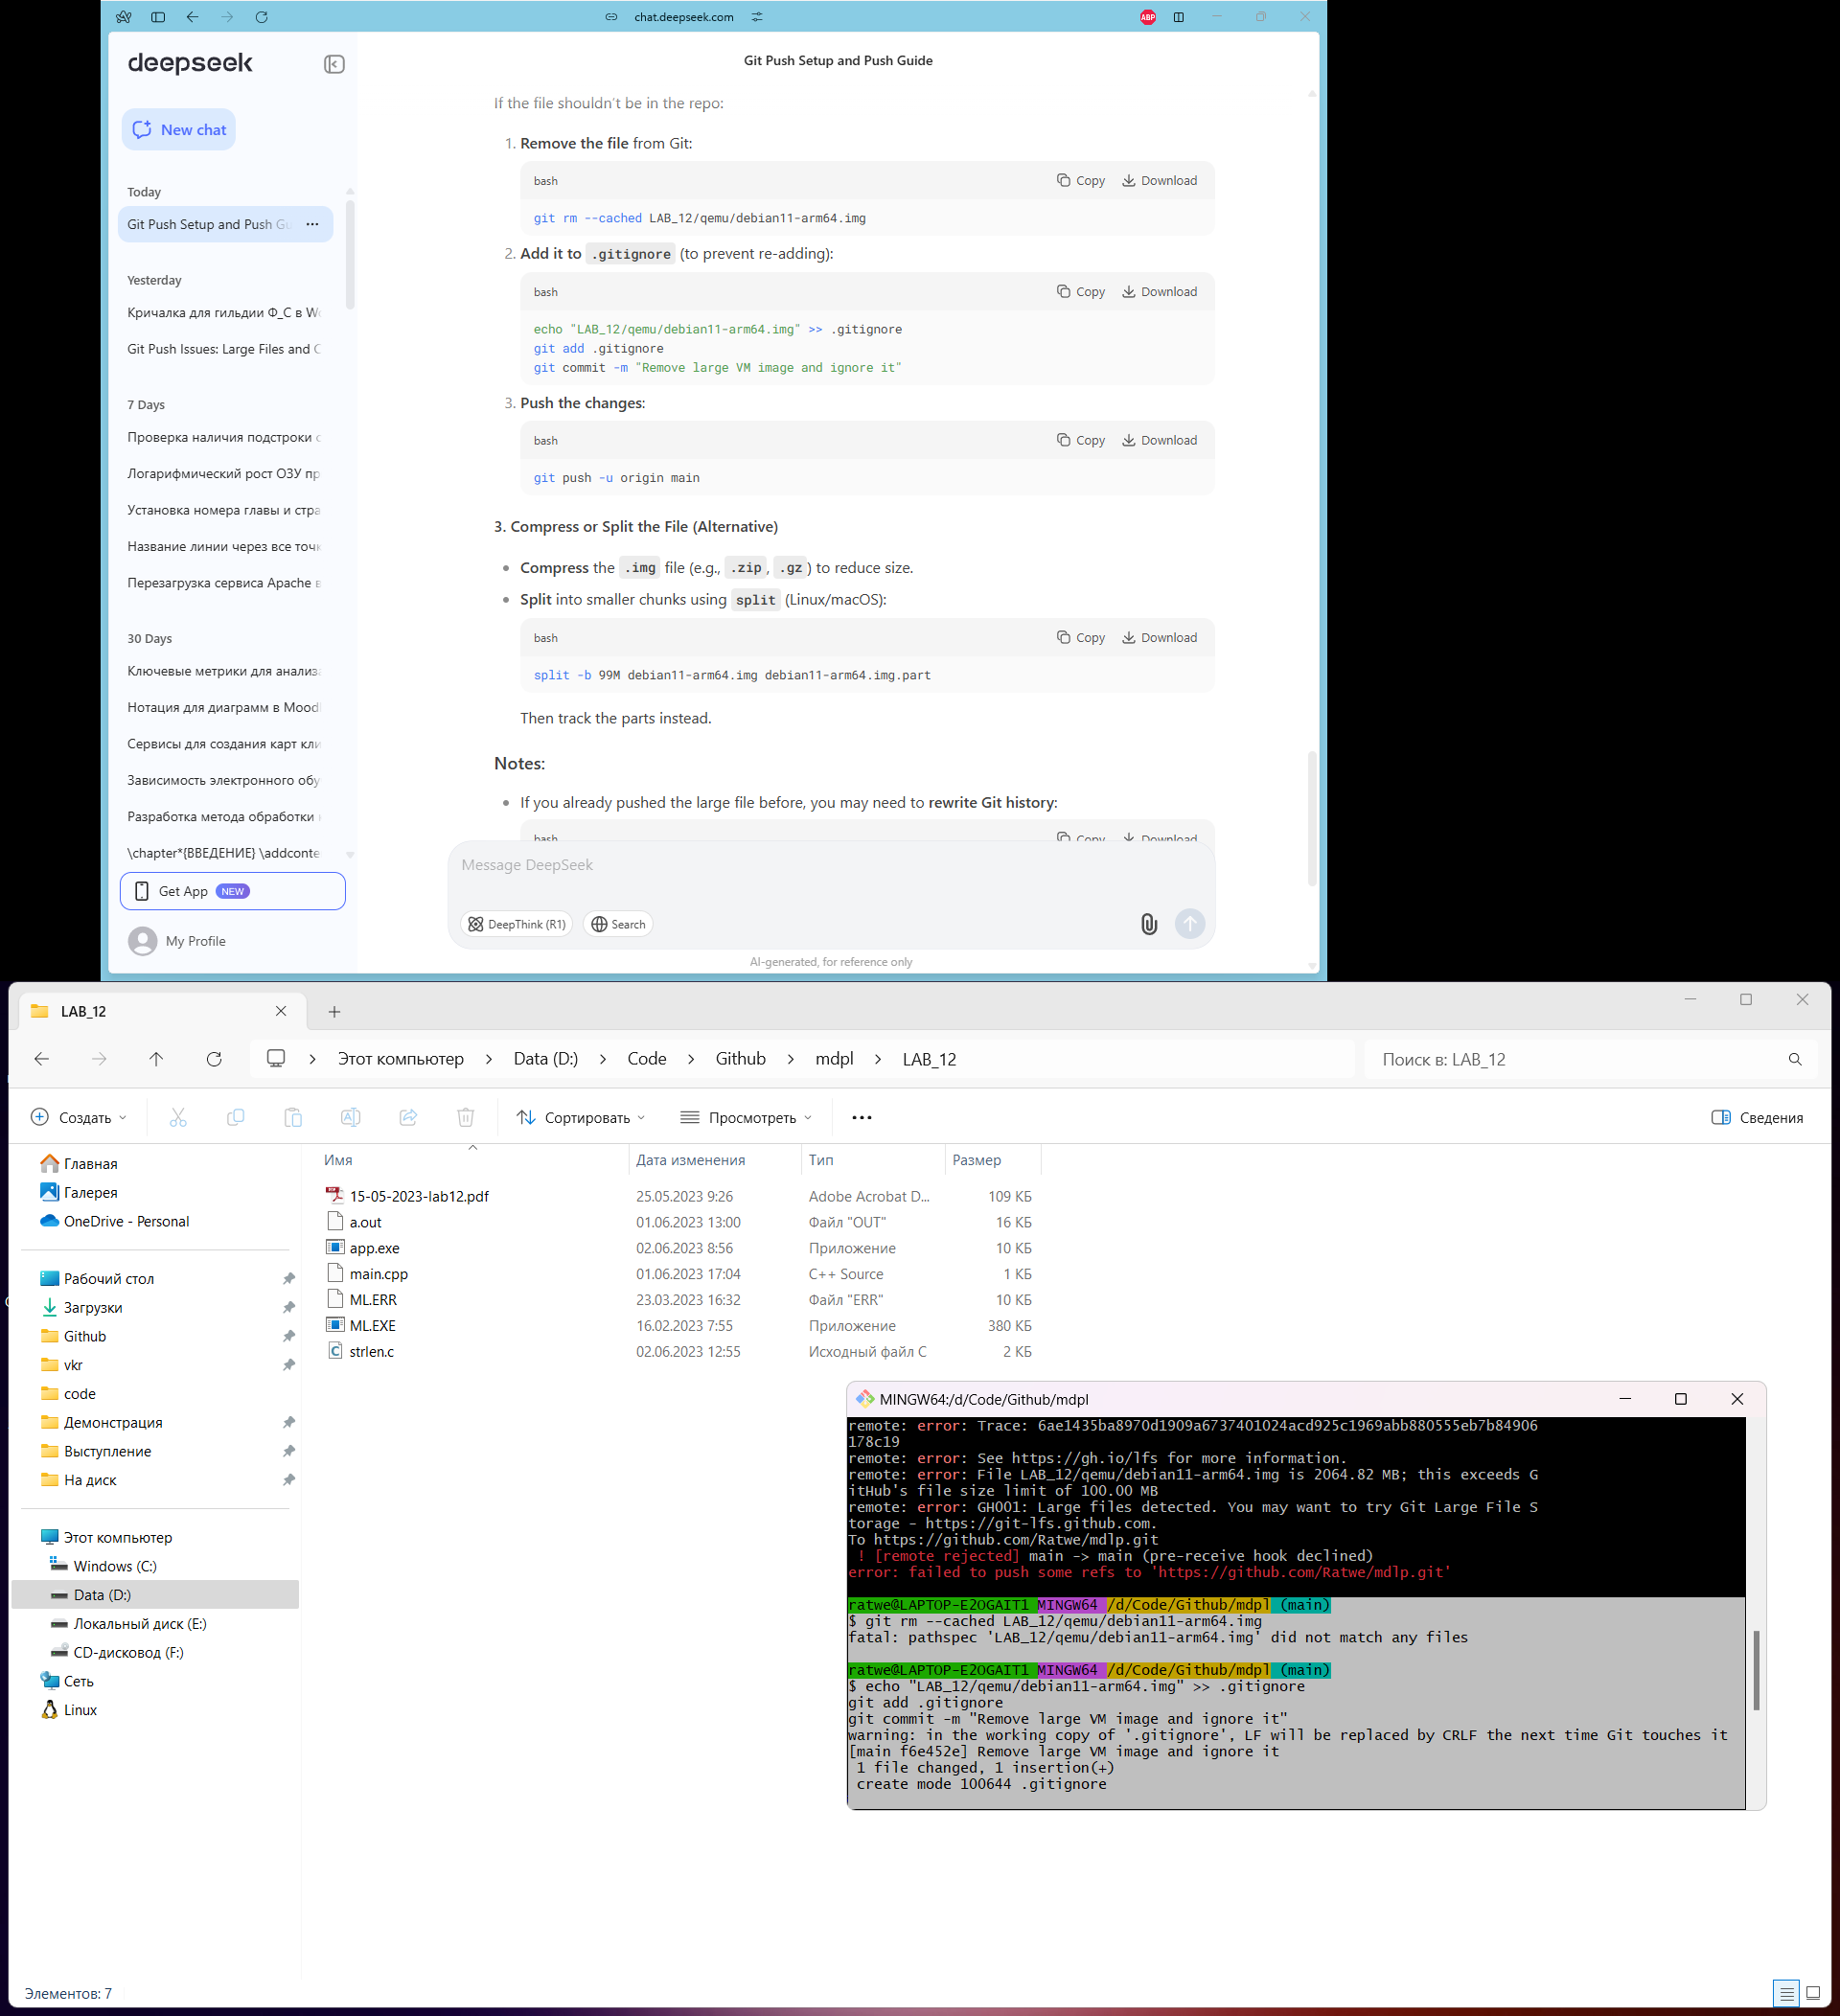 chat.deepseek.com
ABP
deepseek
New chat
Today
Git Push Setup and Push Gu
Yesterday
Кричалка для гильдии Ф_С в Wo
Git Push Issues: Large Files and C
7 Days
Проверка наличия подстроки с
Логарифмический рост ОЗУ пр
Установка номера главы и стра
Название линии через все точк
Перезагрузка сервиса Apache в
30 Days
Ключевые метрики для анализа
Нотация для диаграмм в Mood
Сервисы для создания карт кли
Зависимость электронного обу
Разработка метода обработки
\chapter*{ВВЕДЕНИЕ} \addconte
Get App NEW
My Profile
Git Push Setup and Push Guide
If the file shouldn't be in the repo:
1. Remove the file from Git:
bash Copy Download
git rm --cached LAB_12/qemu/debian11-arm64.img
2. Add it to .gitignore (to prevent re-adding):
bash Copy Download
echo "LAB_12/qemu/debian11-arm64.img" >> .gitignore
git add .gitignore
git commit -m "Remove large VM image and ignore it"
3. Push the changes:
bash Copy Download
git push -u origin main
3. Compress or Split the File (Alternative)
• Compress the .img file (e.g., .zip, .gz) to reduce size.
• Split into smaller chunks using split (Linux/macOS):
bash Copy Download
split -b 99M debian11-arm64.img debian11-arm64.img.part
Then track the parts instead.
Notes:
• If you already pushed the large file before, you may need to rewrite Git history:
bash Copy Download
Message DeepSeek
DeepThink (R1) Search
AI-generated, for reference only
LAB_12
Этот компьютер > Data (D:) > Code > Github > mdpl > LAB_12
Поиск в: LAB_12
Создать Сортировать Просмотреть ••• Сведения
Главная
Галерея
OneDrive - Personal
Рабочий стол
Загрузки
Github
vkr
code
Демонстрация
Выступление
На диск
Этот компьютер
Windows (C:)
Data (D:)
Локальный диск (E:)
CD-дисковод (F:)
Сеть
Linux
Имя Дата изменения Тип Размер
15-05-2023-lab12.pdf 25.05.2023 9:26 Adobe Acrobat D... 109 КБ
a.out 01.06.2023 13:00 Файл "OUT" 16 КБ
app.exe 02.06.2023 8:56 Приложение 10 КБ
main.cpp 01.06.2023 17:04 C++ Source 1 КБ
ML.ERR 23.03.2023 16:32 Файл "ERR" 10 КБ
ML.EXE 16.02.2023 7:55 Приложение 380 КБ
strlen.c 02.06.2023 12:55 Исходный файл C 2 КБ
MINGW64:/d/Code/Github/mdpl
remote: error: Trace: 6ae1435ba8970d1909a6737401024acd925c1969abb880555eb7b84906
178c19
remote: error: See https://gh.io/lfs for more information.
remote: error: File LAB_12/qemu/debian11-arm64.img is 2064.82 MB; this exceeds G
itHub's file size limit of 100.00 MB
remote: error: GH001: Large files detected. You may want to try Git Large File S
torage - https://git-lfs.github.com.
To https://github.com/Ratwe/mdlp.git
! [remote rejected] main -> main (pre-receive hook declined)
error: failed to push some refs to 'https://github.com/Ratwe/mdlp.git'
ratwe@LAPTOP-E2OGAIT1 MINGW64 /d/Code/Github/mdpl (main)
$ git rm --cached LAB_12/qemu/debian11-arm64.img
fatal: pathspec 'LAB_12/qemu/debian11-arm64.img' did not match any files
ratwe@LAPTOP-E2OGAIT1 MINGW64 /d/Code/Github/mdpl (main)
$ echo "LAB_12/qemu/debian11-arm64.img" >> .gitignore
git add .gitignore
git commit -m "Remove large VM image and ignore it"
warning: in the working copy of '.gitignore', LF will be replaced by CRLF the next time Git touches it
[main f6e452e] Remove large VM image and ignore it
1 file changed, 1 insertion(+)
create mode 100644 .gitignore
Элементов: 7